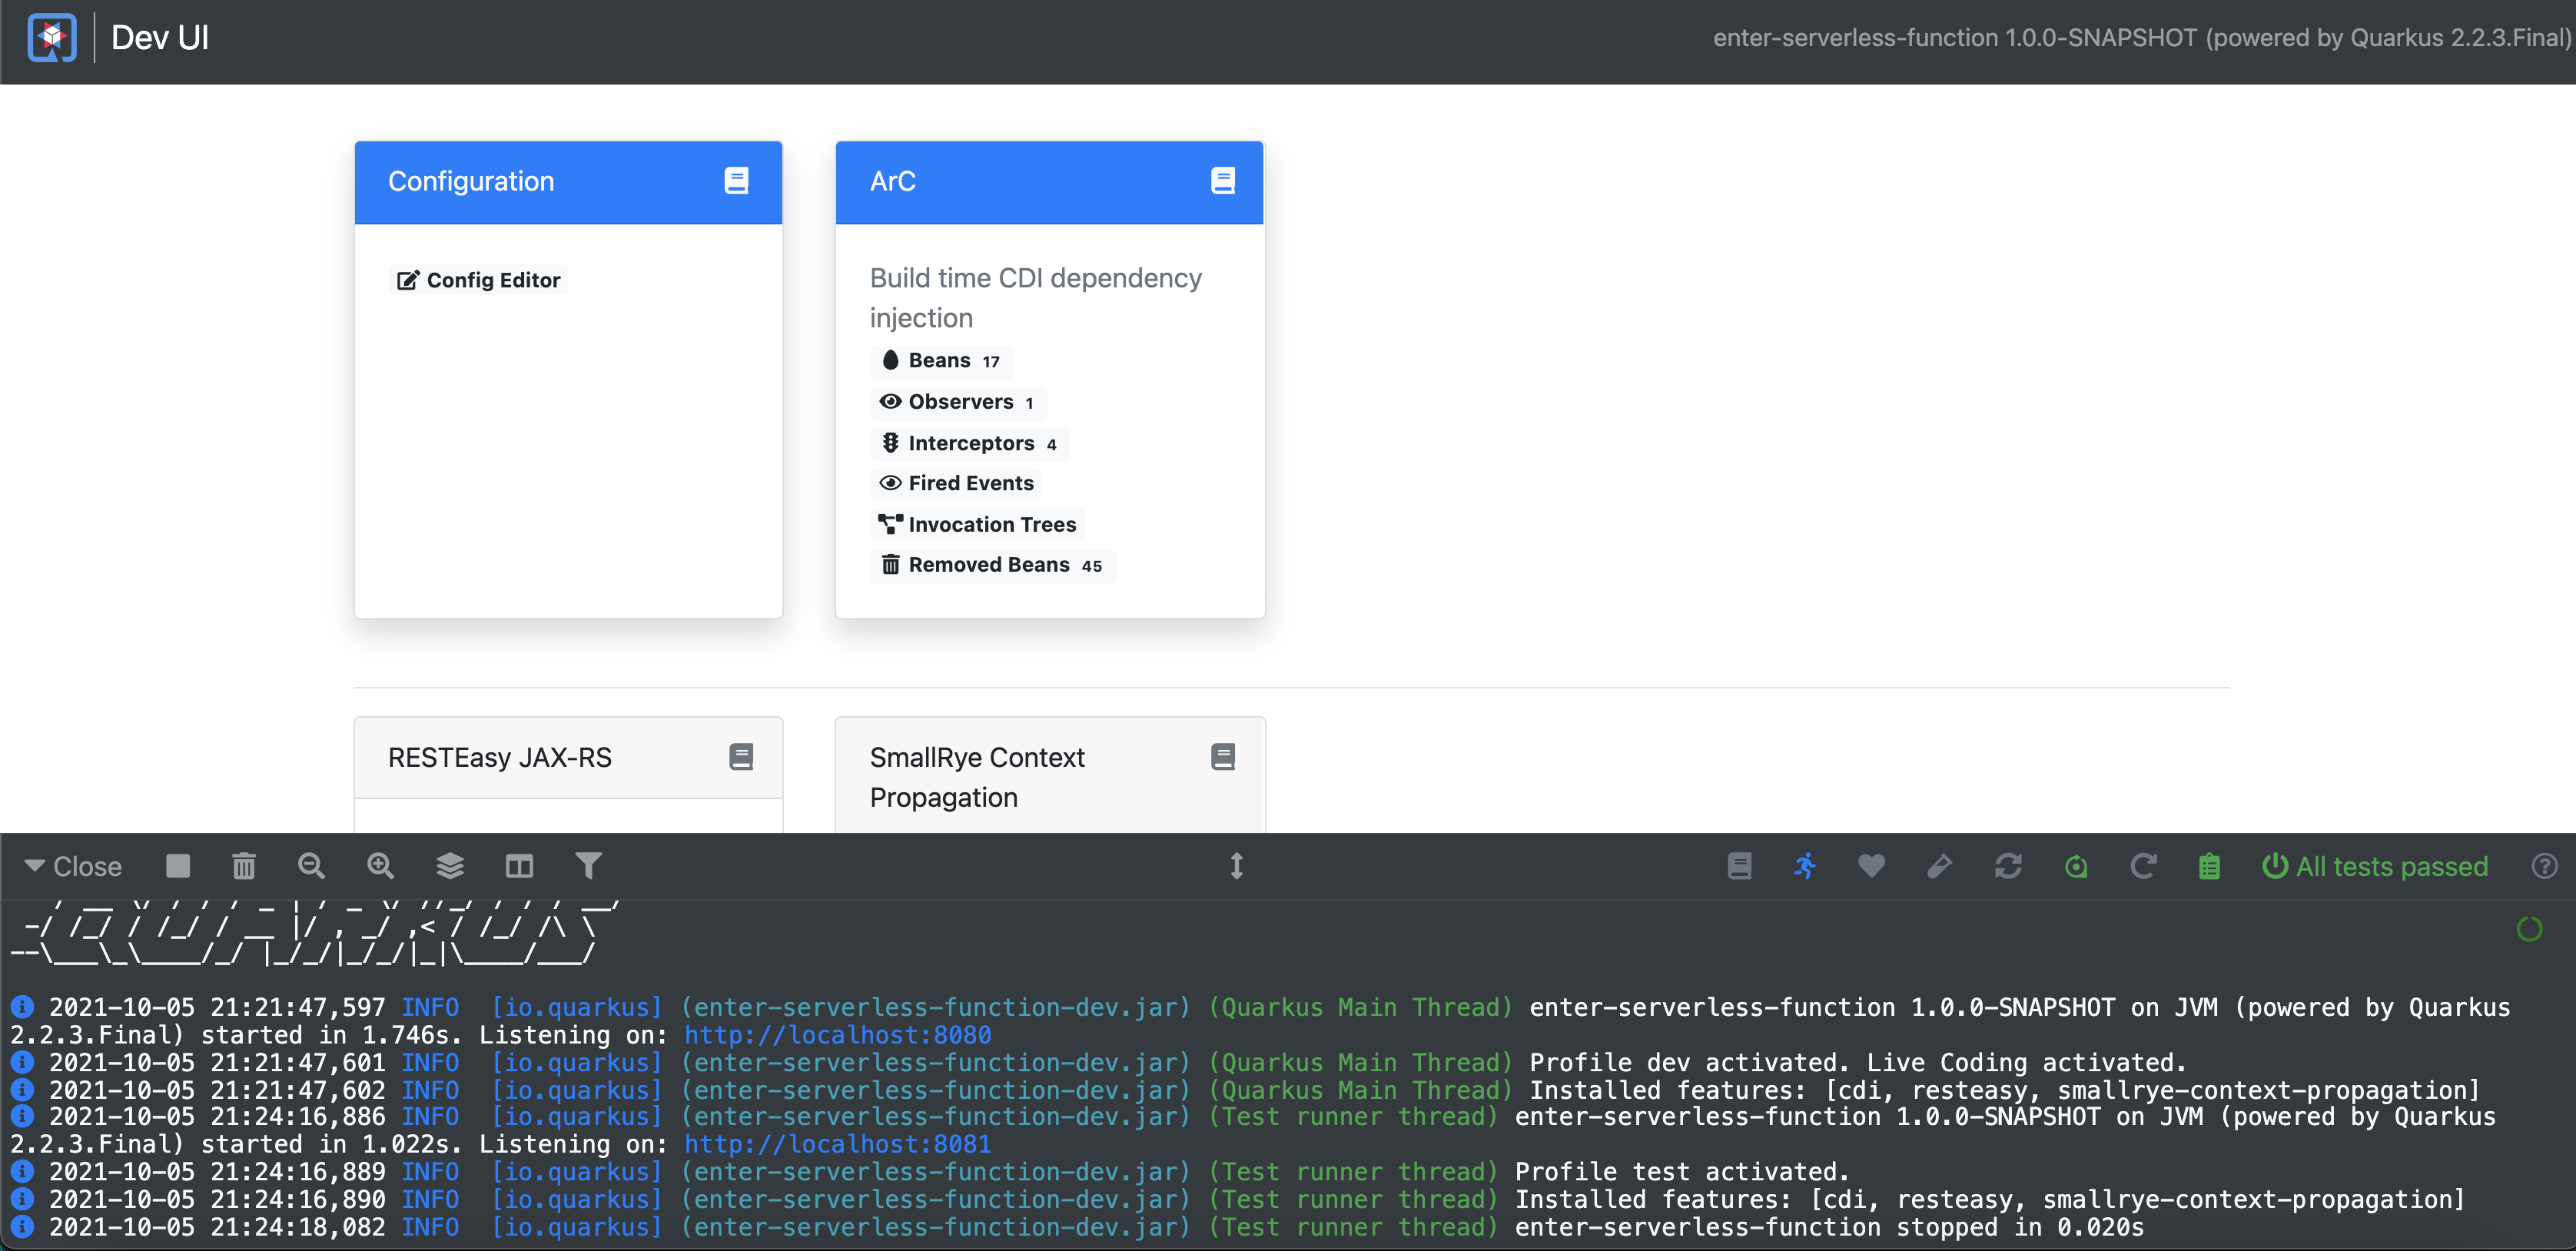 Dev UI
enter-serverless-function 1.0.0-SNAPSHOT (powered by Quarkus 2.2.3.Final)
Configuration
Config Editor
ArC
Build time CDI dependency
injection
Beans 17
Observers 1
Interceptors 4
Fired Events
Invocation Trees
Removed Beans 45
RESTEasy JAX-RS
SmallRye Context
Propagation
Close
All tests passed
-/ /_/ / /_/ / __ |/ , _/ ,< / /_/ /\ \
--\___\_\____/_/ |_/_/|_/_/|_|\____/___/
2021-10-05 21:21:47,597 INFO [io.quarkus] (enter-serverless-function-dev.jar) (Quarkus Main Thread) enter-serverless-function 1.0.0-SNAPSHOT on JVM (powered by Quarkus
2.2.3.Final) started in 1.746s. Listening on: http://localhost:8080
2021-10-05 21:21:47,601 INFO [io.quarkus] (enter-serverless-function-dev.jar) (Quarkus Main Thread) Profile dev activated. Live Coding activated.
2021-10-05 21:21:47,602 INFO [io.quarkus] (enter-serverless-function-dev.jar) (Quarkus Main Thread) Installed features: [cdi, resteasy, smallrye-context-propagation]
2021-10-05 21:24:16,886 INFO [io.quarkus] (enter-serverless-function-dev.jar) (Test runner thread) enter-serverless-function 1.0.0-SNAPSHOT on JVM (powered by Quarkus
2.2.3.Final) started in 1.022s. Listening on: http://localhost:8081
2021-10-05 21:24:16,889 INFO [io.quarkus] (enter-serverless-function-dev.jar) (Test runner thread) Profile test activated.
2021-10-05 21:24:16,890 INFO [io.quarkus] (enter-serverless-function-dev.jar) (Test runner thread) Installed features: [cdi, resteasy, smallrye-context-propagation]
2021-10-05 21:24:18,082 INFO [io.quarkus] (enter-serverless-function-dev.jar) (Test runner thread) enter-serverless-function stopped in 0.020s